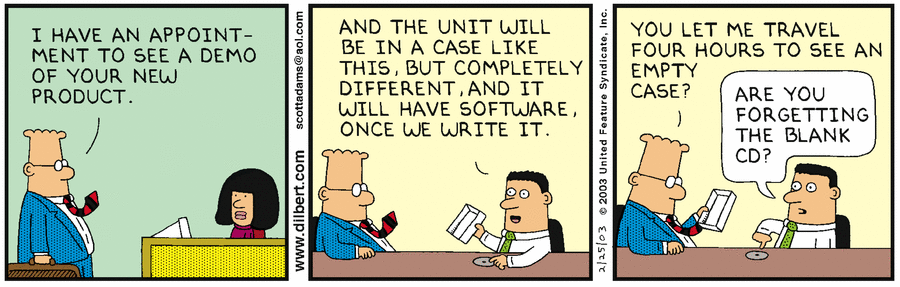 I HAVE AN APPOINT-
MENT TO SEE A DEMO
OF YOUR NEW
PRODUCT.
www.dilbert.com
scottadams@aol.com
AND THE UNIT WILL
BE IN A CASE LIKE
THIS, BUT COMPLETELY
DIFFERENT, AND IT
WILL HAVE SOFTWARE,
ONCE WE WRITE IT.
2/25/03 © 2003 United Feature Syndicate, Inc.
YOU LET ME TRAVEL
FOUR HOURS TO SEE AN
EMPTY
CASE?
ARE YOU
FORGETTING
THE BLANK
CD?